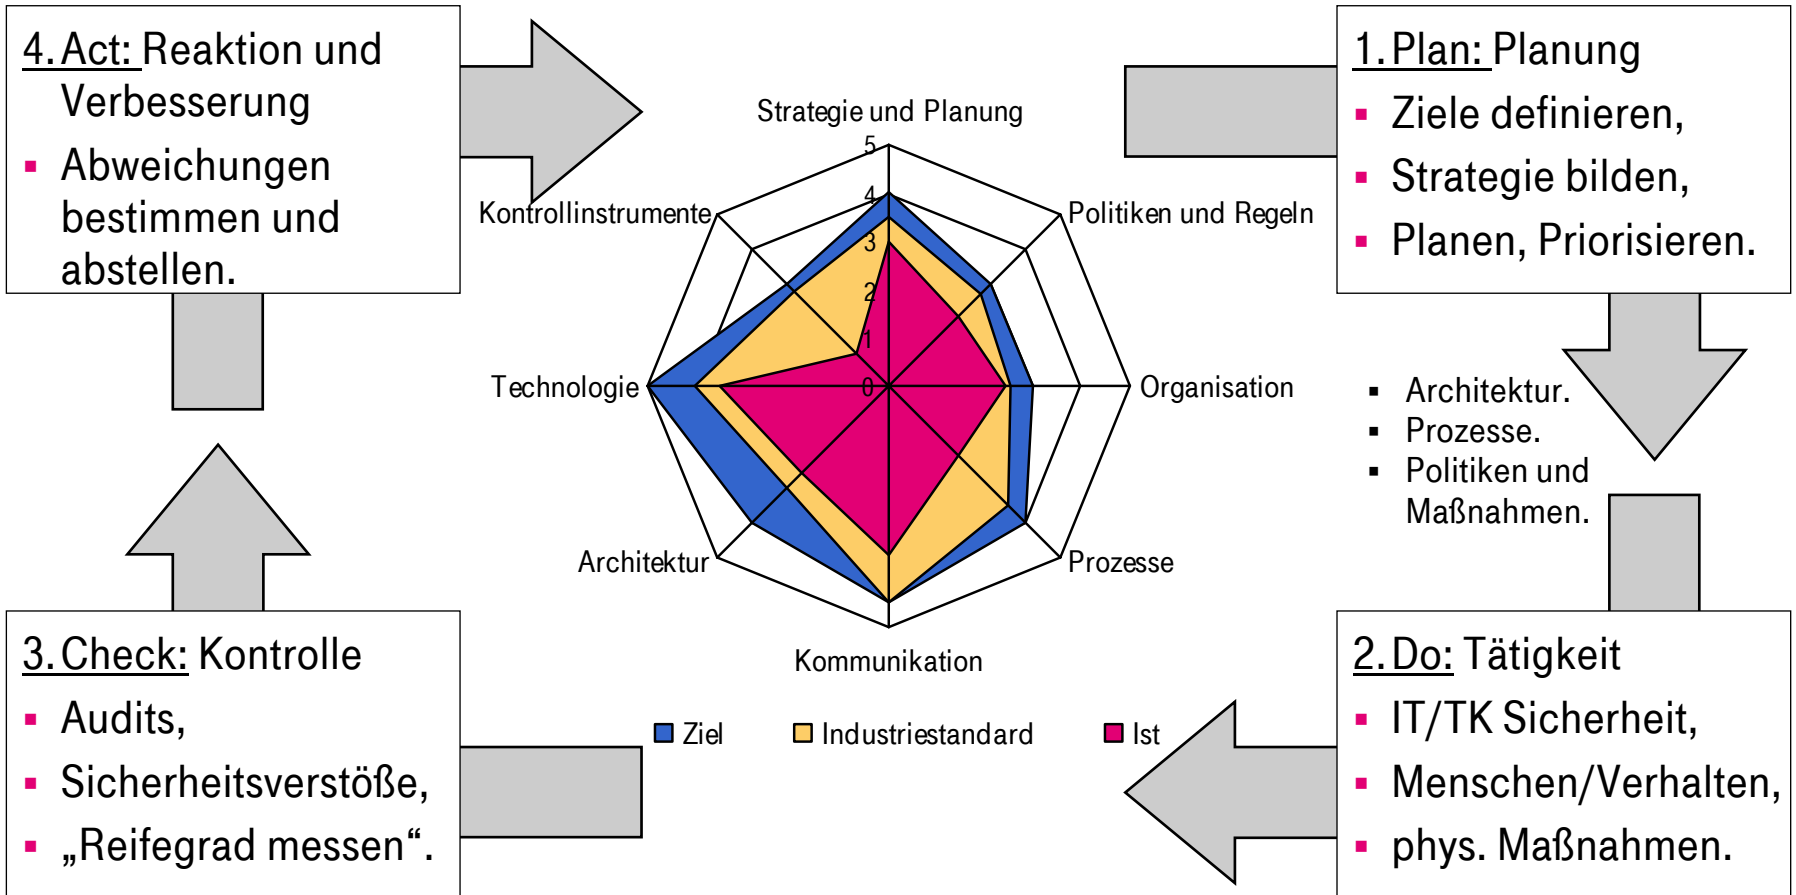 4. Act: Reaktion und
Verbesserung
▪ Abweichungen
bestimmen und
abstellen.
1. Plan: Planung
▪ Ziele definieren,
▪ Strategie bilden,
▪ Planen, Priorisieren.
Strategie und Planung
Politiken und Regeln
Organisation
Prozesse
Kommunikation
Architektur
Technologie
Kontrollinstrumente
5
4
3
2
1
0
▪ Architektur.
▪ Prozesse.
▪ Politiken und
Maßnahmen.
Ziel
Industriestandard
Ist
3. Check: Kontrolle
▪ Audits,
▪ Sicherheitsverstöße,
▪ „Reifegrad messen“.
2. Do: Tätigkeit
▪ IT/TK Sicherheit,
▪ Menschen/Verhalten,
▪ phys. Maßnahmen.